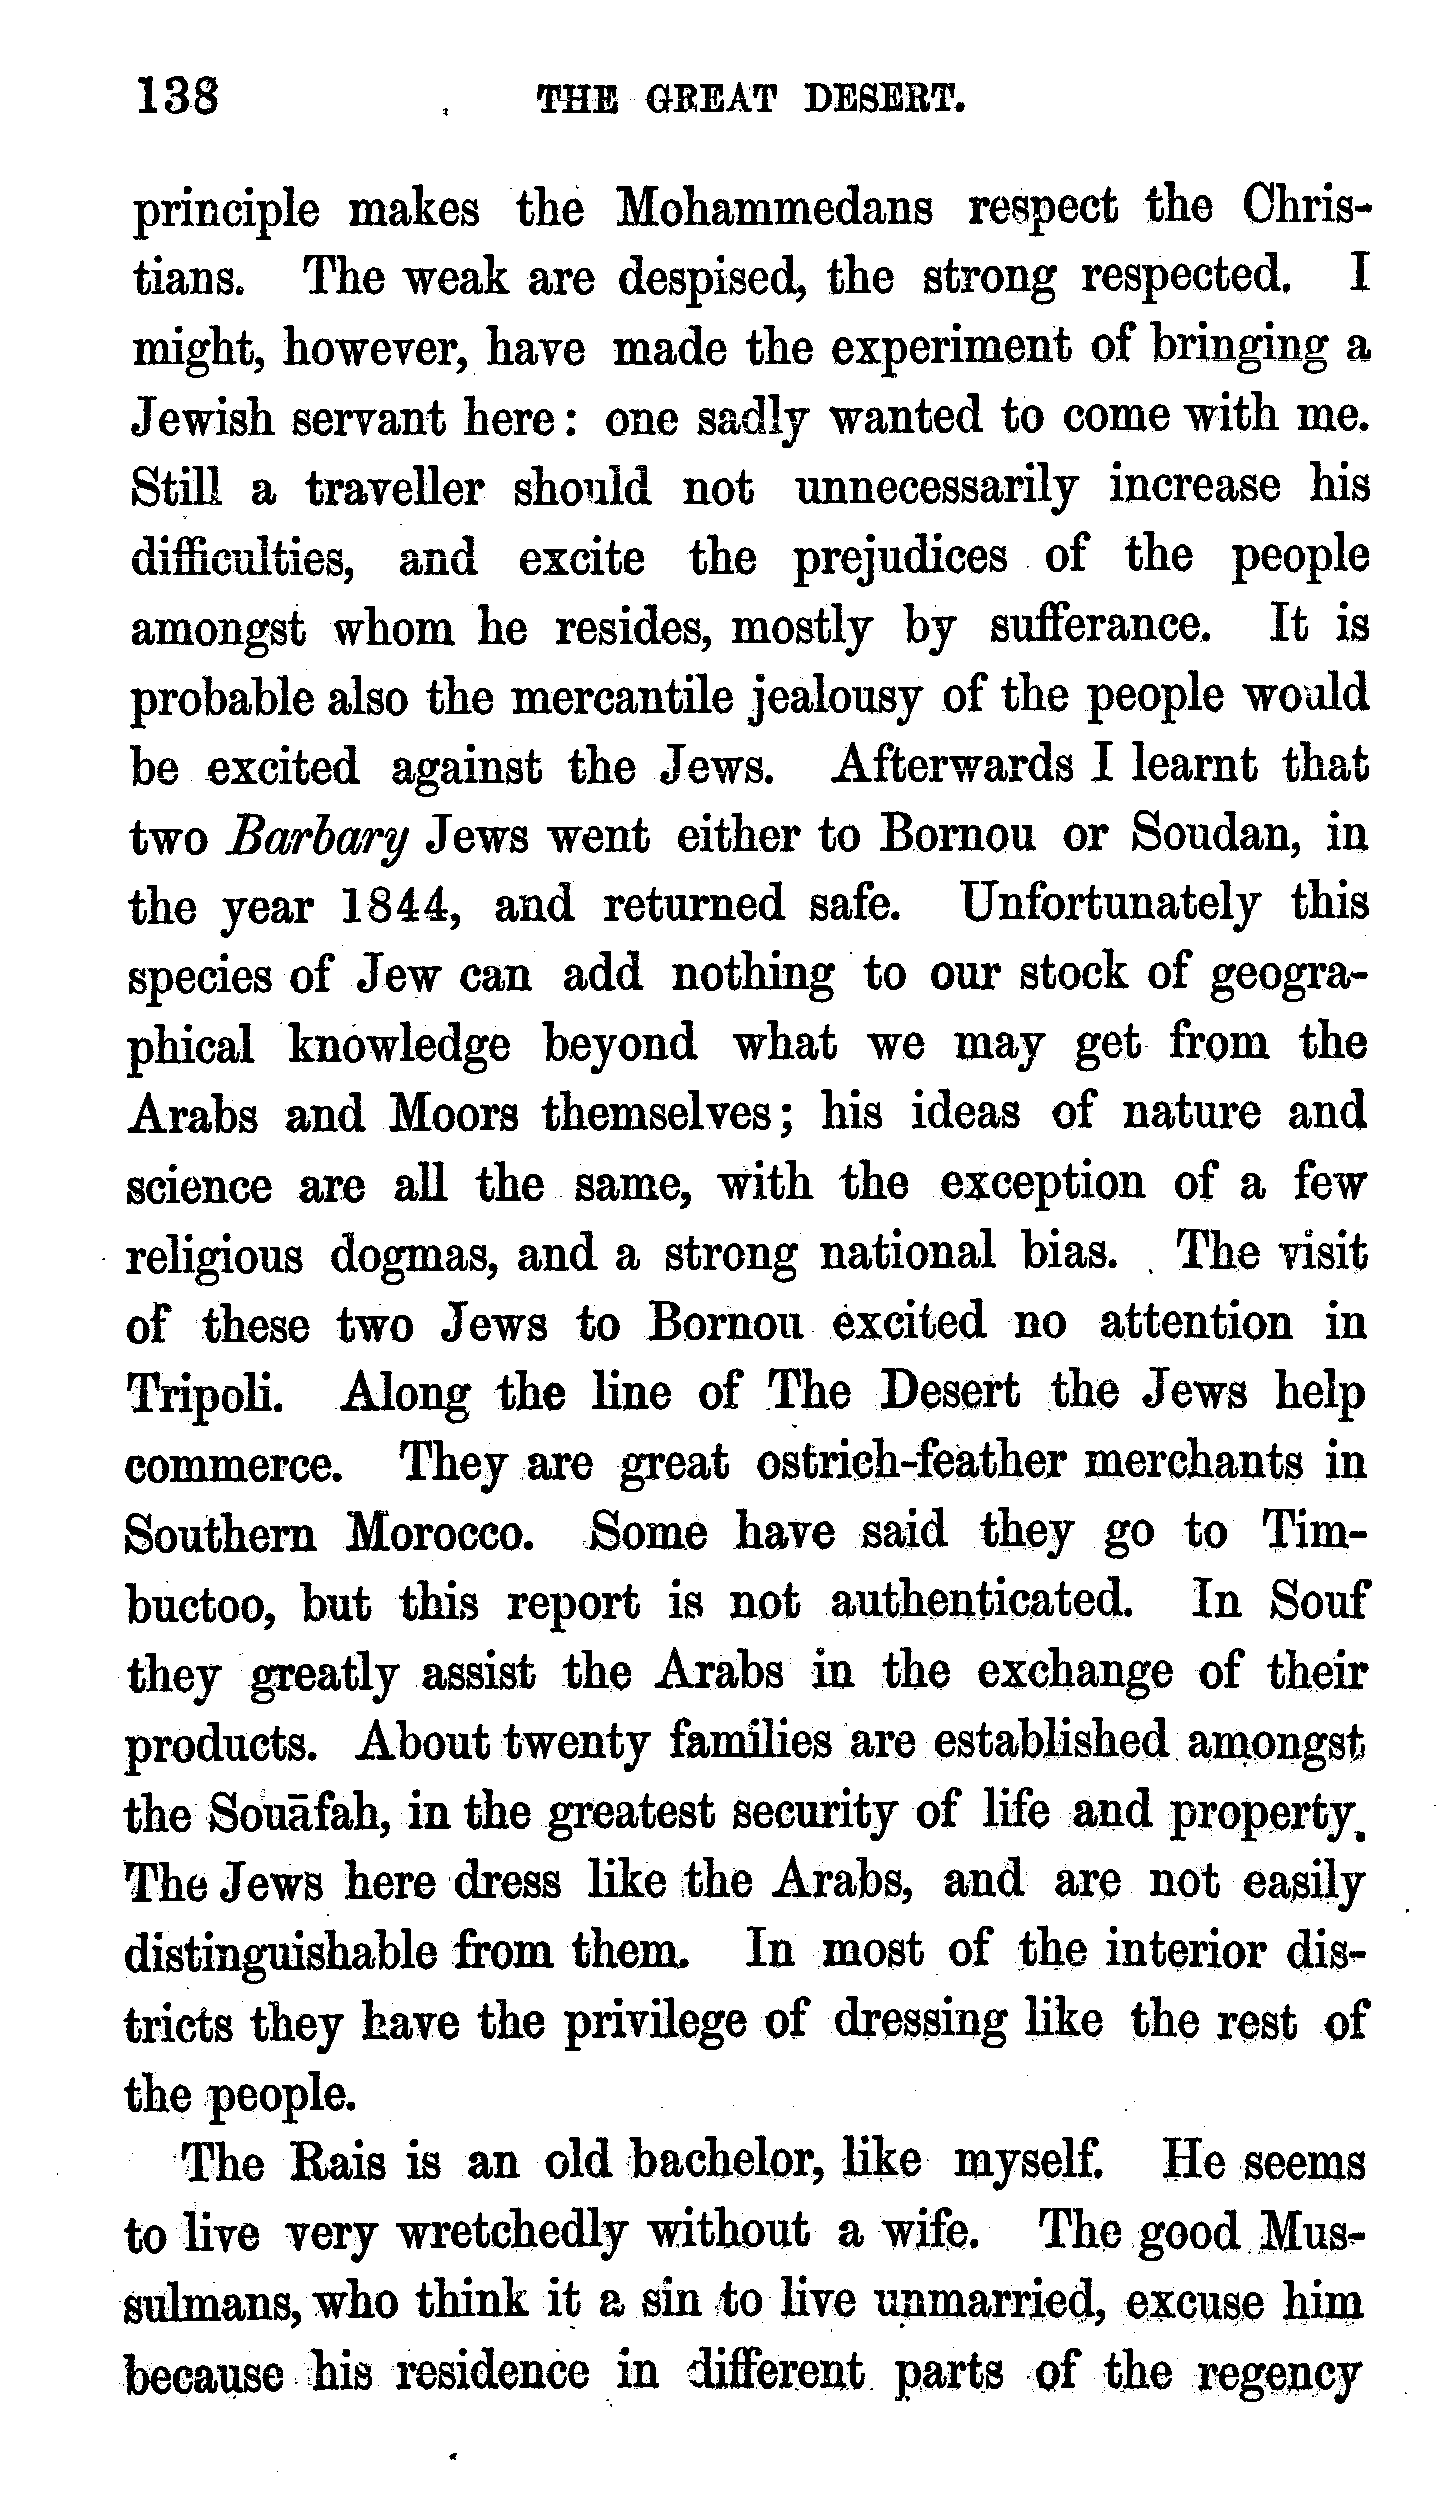 138 THE GREAT DESERT.
principle makes the Mohammedans respect the Chris-
tians. The weak are despised, the strong respected. I
might, however, have made the experiment of bringing a
Jewish servant here: one sadly wanted to come with me.
Still a traveller should not unnecessarily increase his
difficulties, and excite the prejudices of the people
amongst whom he resides, mostly by sufferance. It is
probable also the mercantile jealousy of the people would
be excited against the Jews. Afterwards I learnt that
two Barbary Jews went either to Bornou or Soudan, in
the year 1844, and returned safe. Unfortunately this
species of Jew can add nothing to our stock of geogra-
phical knowledge beyond what we may get from the
Arabs and Moors themselves; his ideas of nature and
science are all the same, with the exception of a few
religious dogmas, and a strong national bias. The visit
of these two Jews to Bornou excited no attention in
Tripoli. Along the line of The Desert the Jews help
commerce. They are great ostrich-feather merchants in
Southern Morocco. Some have said they go to Tim-
buctoo, but this report is not authenticated. In Souf
they greatly assist the Arabs in the exchange of their
products. About twenty families are established amongst
the Souāfah, in the greatest security of life and property.
The Jews here dress like the Arabs, and are not easily
distinguishable from them. In most of the interior dis-
tricts they have the privilege of dressing like the rest of
the people.
The Rais is an old bachelor, like myself. He seems
to live very wretchedly without a wife. The good Mus-
sulmans, who think it a sin to live unmarried, excuse him
because his residence in different parts of the regency